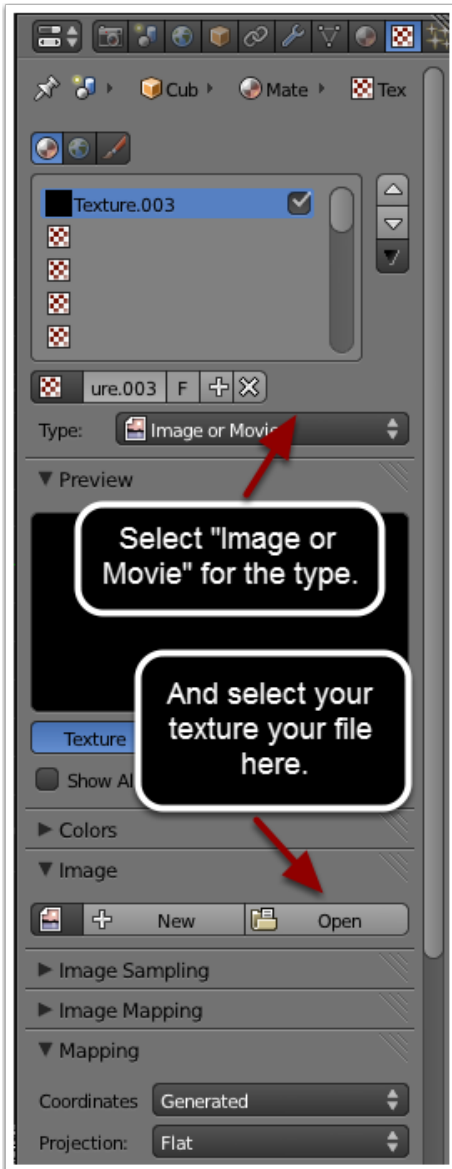 Cub Mate Tex
Texture.003
ure.003 F
Type: Image or Movie
Preview
Select "Image or
Movie" for the type.
And select your
texture your file
here.
Texture
Show Al
Colors
Image
New Open
Image Sampling
Image Mapping
Mapping
Coordinates Generated
Projection: Flat